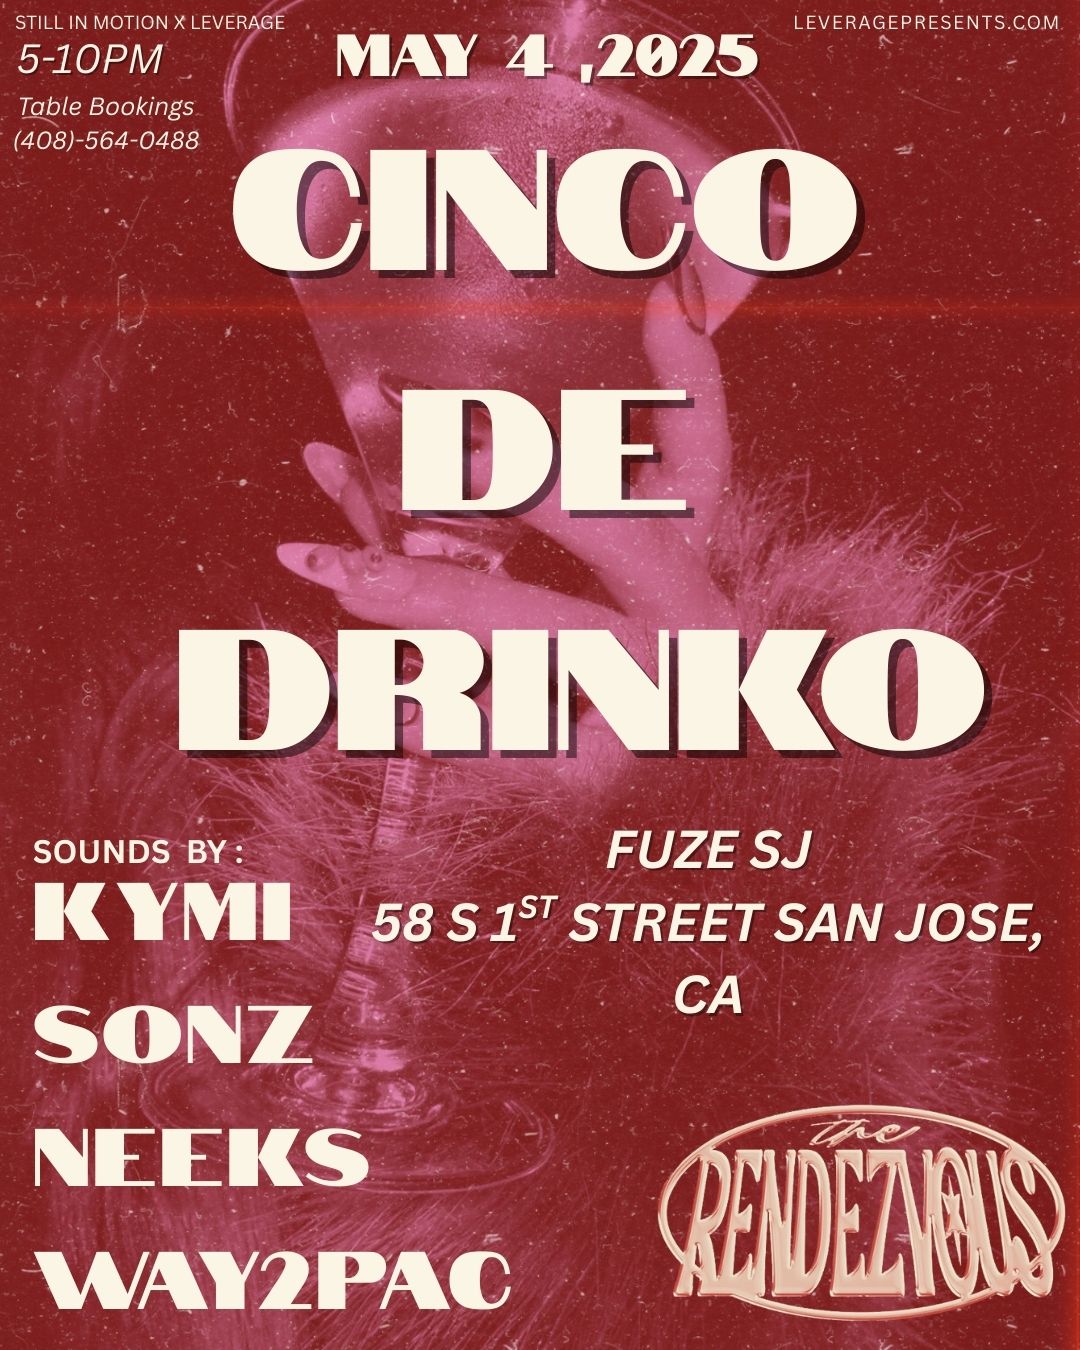 STILL IN MOTION X LEVERAGE
5-10PM
Table Bookings
(408)-564-0488
MAY 4 ,2025
LEVERAGEPRESENTS.COM
CINCO
DE
DRINKO
SOUNDS BY :
KYMI
SONZ
NEEKS
WAY2PAC
FUZE SJ
58 S 1ST STREET SAN JOSE,
CA
the
RENDEZVOUS